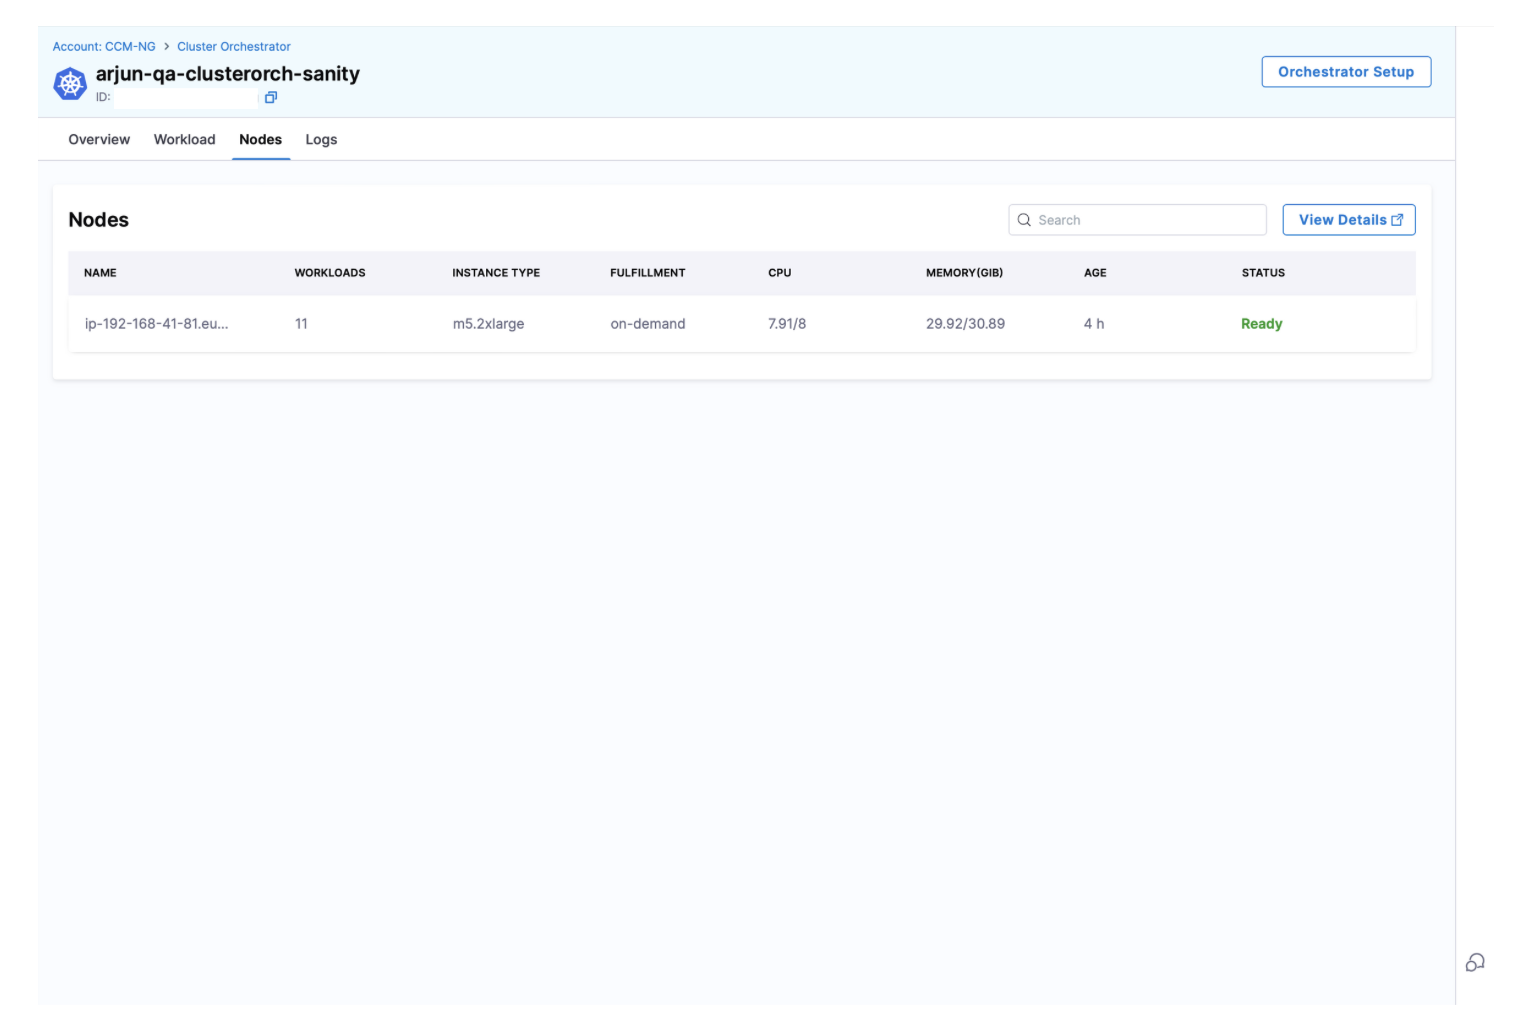 Account: CCM-NG > Cluster Orchestrator
arjun-qa-clusterorch-sanity
ID:
Orchestrator Setup
Overview Workload Nodes Logs
Nodes
Search
View Details
NAME WORKLOADS INSTANCE TYPE FULFILLMENT CPU MEMORY(GIB) AGE STATUS
ip-192-168-41-81.eu... 11 m5.2xlarge on-demand 7.91/8 29.92/30.89 4 h Ready